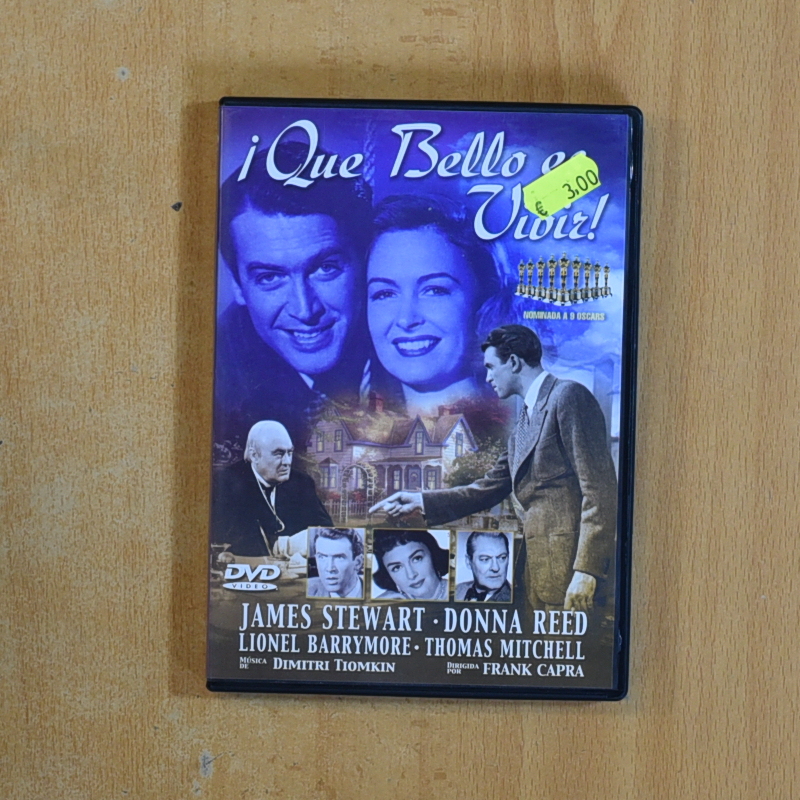 ¡Que Bello es
Vivir!
€ 3,00
NOMINADA A 9 OSCARS
DVD
VIDEO
JAMES STEWART · DONNA REED
LIONEL BARRYMORE · THOMAS MITCHELL
MÚSICA DE DIMITRI TIOMKIN DIRIGIDA POR FRANK CAPRA